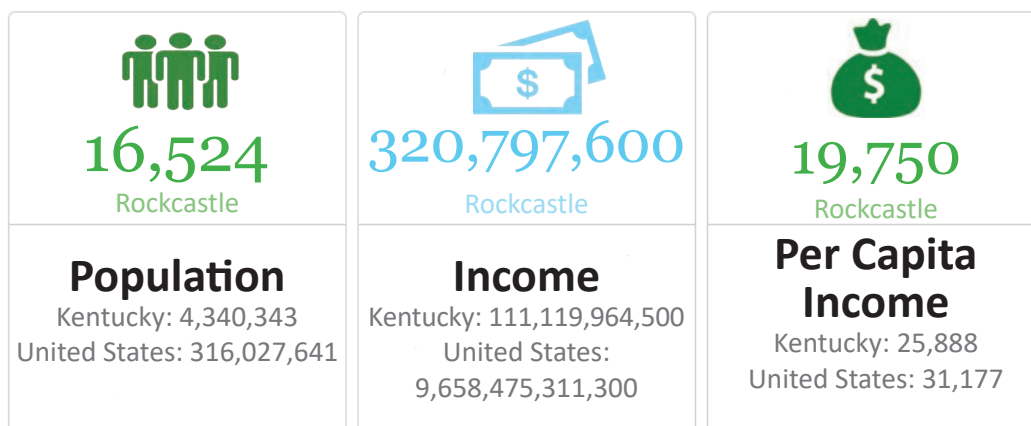 $
16,524
Rockcastle
Population
Kentucky: 4,340,343
United States: 316,027,641
$
320,797,600
Rockcastle
Income
Kentucky: 111,119,964,500
United States:
9,658,475,311,300
$
19,750
Rockcastle
Per Capita
Income
Kentucky: 25,888
United States: 31,177